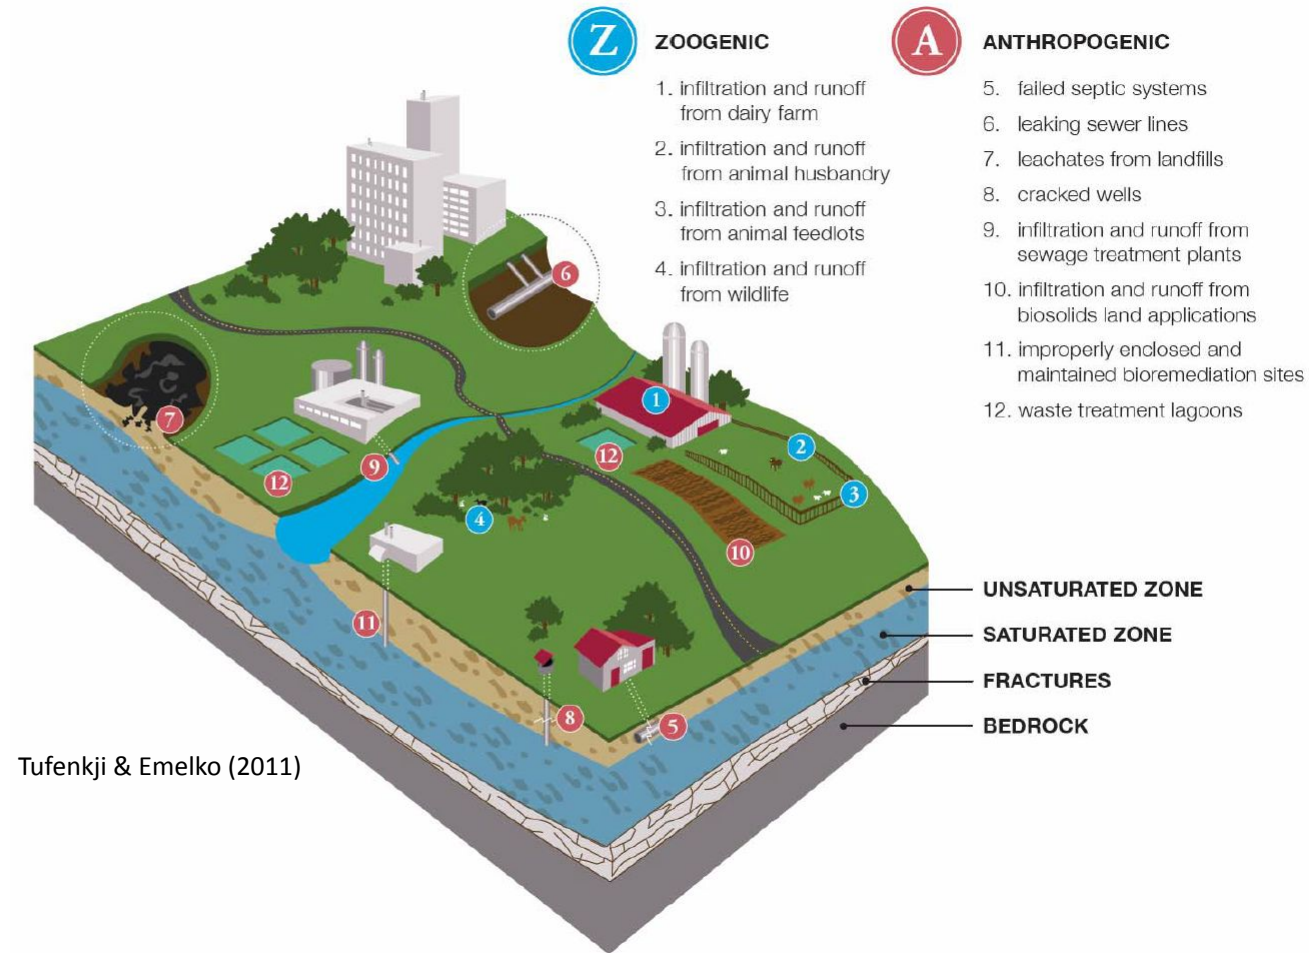 Z ZOOGENIC
1. infiltration and runoff
from dairy farm
2. infiltration and runoff
from animal husbandry
3. infiltration and runoff
from animal feedlots
4. infiltration and runoff
from wildlife
A ANTHROPOGENIC
5. failed septic systems
6. leaking sewer lines
7. leachates from landfills
8. cracked wells
9. infiltration and runoff from
sewage treatment plants
10. infiltration and runoff from
biosolids land applications
11. improperly enclosed and
maintained bioremediation sites
12. waste treatment lagoons
6
1
7
2
12
9
12
3
4
10
11
8
5
UNSATURATED ZONE
SATURATED ZONE
FRACTURES
BEDROCK
Tufenkji & Emelko (2011)